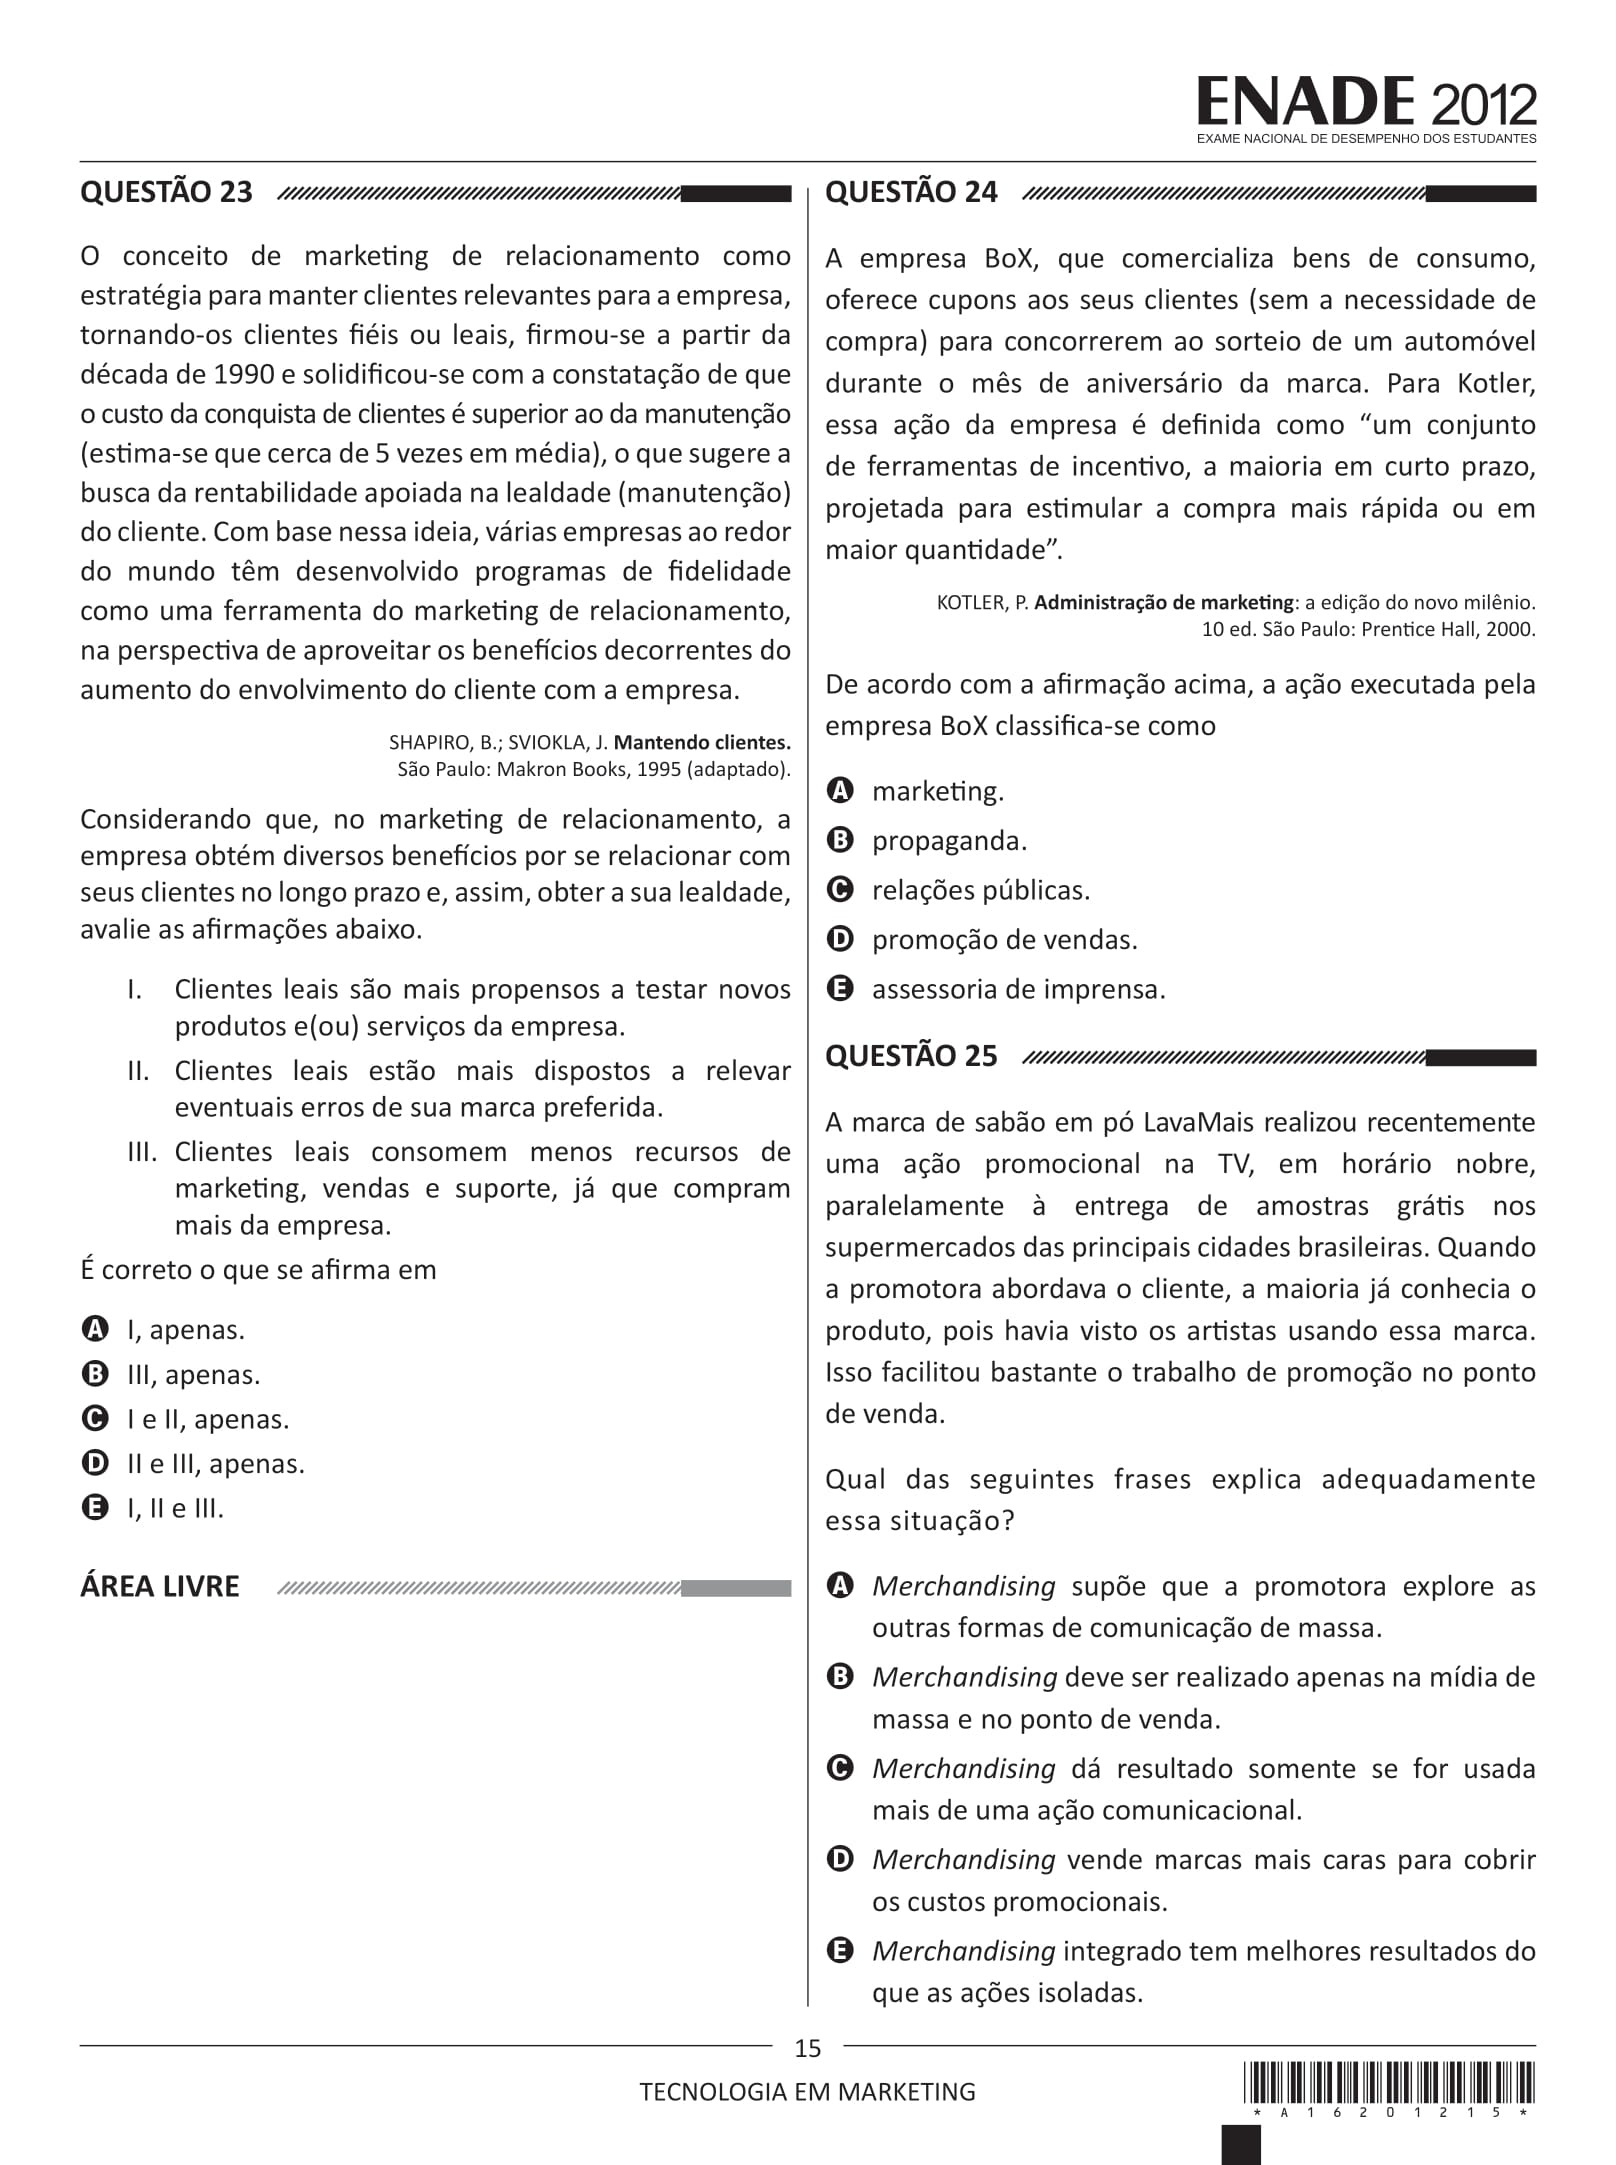 ENADE 2012
EXAME NACIONAL DE DESEMPENHO DOS ESTUDANTES
QUESTÃO 23
O conceito de marketing de relacionamento como
estratégia para manter clientes relevantes para a empresa,
tornando-os clientes fiéis ou leais, firmou-se a partir da
década de 1990 e solidificou-se com a constatação de que
o custo da conquista de clientes é superior ao da manutenção
(estima-se que cerca de 5 vezes em média), o que sugere a
busca da rentabilidade apoiada na lealdade (manutenção)
do cliente. Com base nessa ideia, várias empresas ao redor
do mundo têm desenvolvido programas de fidelidade
como uma ferramenta do marketing de relacionamento,
na perspectiva de aproveitar os benefícios decorrentes do
aumento do envolvimento do cliente com a empresa.
SHAPIRO, B.; SVIOKLA, J. Mantendo clientes.
São Paulo: Makron Books, 1995 (adaptado).
Considerando que, no marketing de relacionamento, a
empresa obtém diversos benefícios por se relacionar com
seus clientes no longo prazo e, assim, obter a sua lealdade,
avalie as afirmações abaixo.
I. Clientes leais são mais propensos a testar novos
produtos e(ou) serviços da empresa.
II. Clientes leais estão mais dispostos a relevar
eventuais erros de sua marca preferida.
III. Clientes leais consomem menos recursos de
marketing, vendas e suporte, já que compram
mais da empresa.
É correto o que se afirma em
A I, apenas.
B III, apenas.
C I e II, apenas.
D II e III, apenas.
E I, II e III.
ÁREA LIVRE
QUESTÃO 24
A empresa BoX, que comercializa bens de consumo,
oferece cupons aos seus clientes (sem a necessidade de
compra) para concorrerem ao sorteio de um automóvel
durante o mês de aniversário da marca. Para Kotler,
essa ação da empresa é definida como “um conjunto
de ferramentas de incentivo, a maioria em curto prazo,
projetada para estimular a compra mais rápida ou em
maior quantidade”.
KOTLER, P. Administração de marketing: a edição do novo milênio.
10 ed. São Paulo: Prentice Hall, 2000.
De acordo com a afirmação acima, a ação executada pela
empresa BoX classifica-se como
A marketing.
B propaganda.
C relações públicas.
D promoção de vendas.
E assessoria de imprensa.
QUESTÃO 25
A marca de sabão em pó LavaMais realizou recentemente
uma ação promocional na TV, em horário nobre,
paralelamente à entrega de amostras grátis nos
supermercados das principais cidades brasileiras. Quando
a promotora abordava o cliente, a maioria já conhecia o
produto, pois havia visto os artistas usando essa marca.
Isso facilitou bastante o trabalho de promoção no ponto
de venda.
Qual das seguintes frases explica adequadamente
essa situação?
A Merchandising supõe que a promotora explore as
outras formas de comunicação de massa.
B Merchandising deve ser realizado apenas na mídia de
massa e no ponto de venda.
C Merchandising dá resultado somente se for usada
mais de uma ação comunicacional.
D Merchandising vende marcas mais caras para cobrir
os custos promocionais.
E Merchandising integrado tem melhores resultados do
que as ações isoladas.
15
TECNOLOGIA EM MARKETING
* A 1 6 2 0 1 2 1 5 *